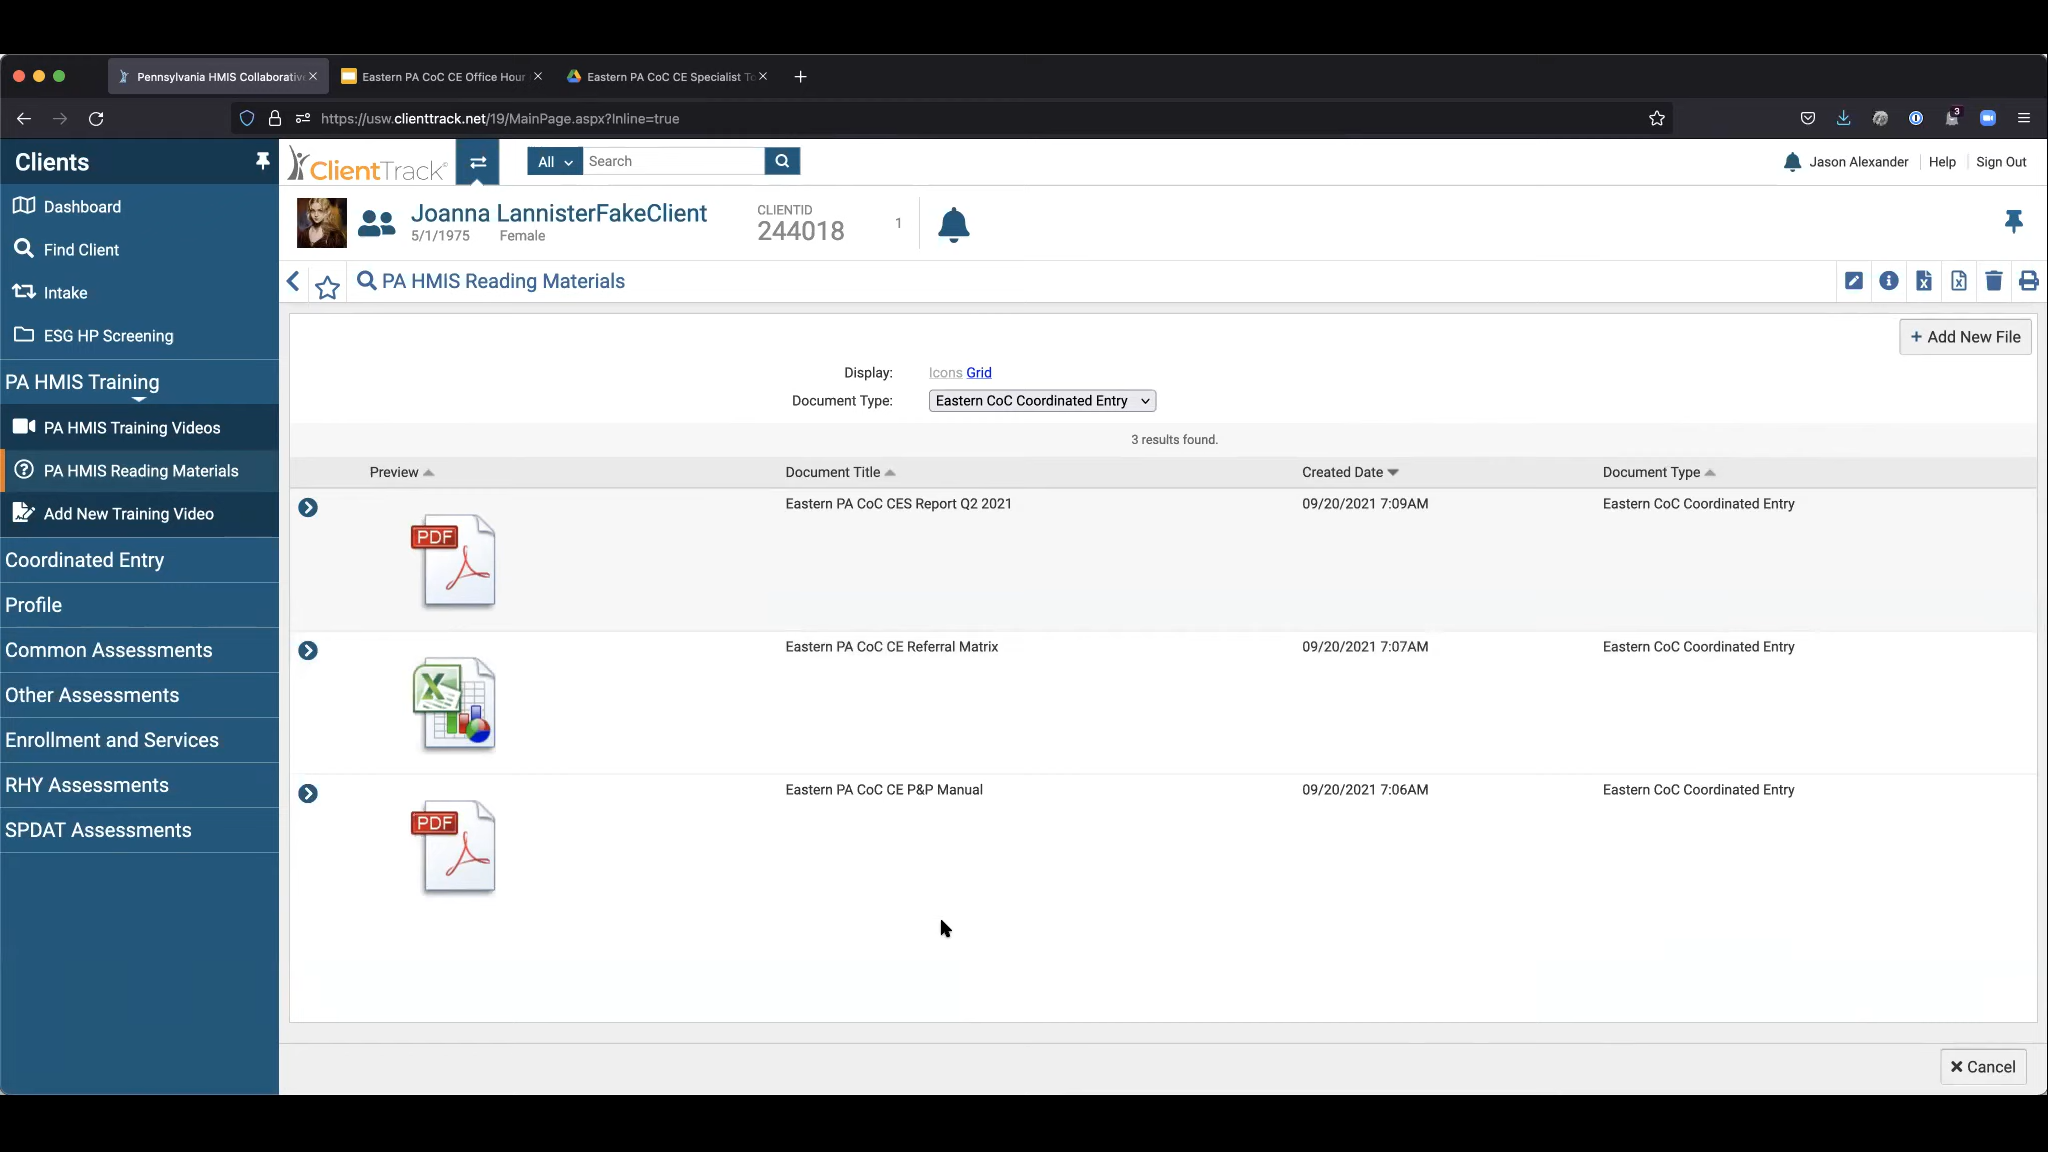 Pennsylvania HMIS Collaborativ
Eastern PA CoC CE Office Hour
Eastern PA CoC CE Specialist To
https://usw.clienttrack.net/19/MainPage.aspx?Inline=true
3
Clients
ClientTrack
All
Search
Jason Alexander
Help
Sign Out
Dashboard
Find Client
Intake
ESG HP Screening
PA HMIS Training
PA HMIS Training Videos
PA HMIS Reading Materials
Add New Training Video
Coordinated Entry
Profile
Common Assessments
Other Assessments
Enrollment and Services
RHY Assessments
SPDAT Assessments
Joanna LannisterFakeClient
5/1/1975 Female
CLIENTID
244018
1
PA HMIS Reading Materials
+ Add New File
Display: Icons Grid
Document Type: Eastern CoC Coordinated Entry
3 results found.
Preview Document Title Created Date Document Type
Eastern PA CoC CES Report Q2 2021 09/20/2021 7:09AM Eastern CoC Coordinated Entry
PDF
Eastern PA CoC CE Referral Matrix 09/20/2021 7:07AM Eastern CoC Coordinated Entry
X
Eastern PA CoC CE P&P Manual 09/20/2021 7:06AM Eastern CoC Coordinated Entry
PDF
Cancel